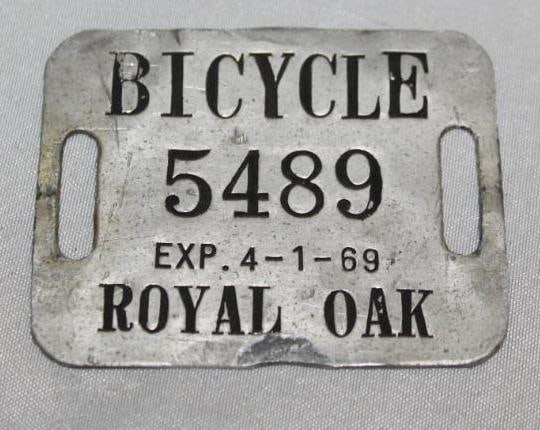 BICYCLE
5489
EXP. 4-1-69
ROYAL OAK